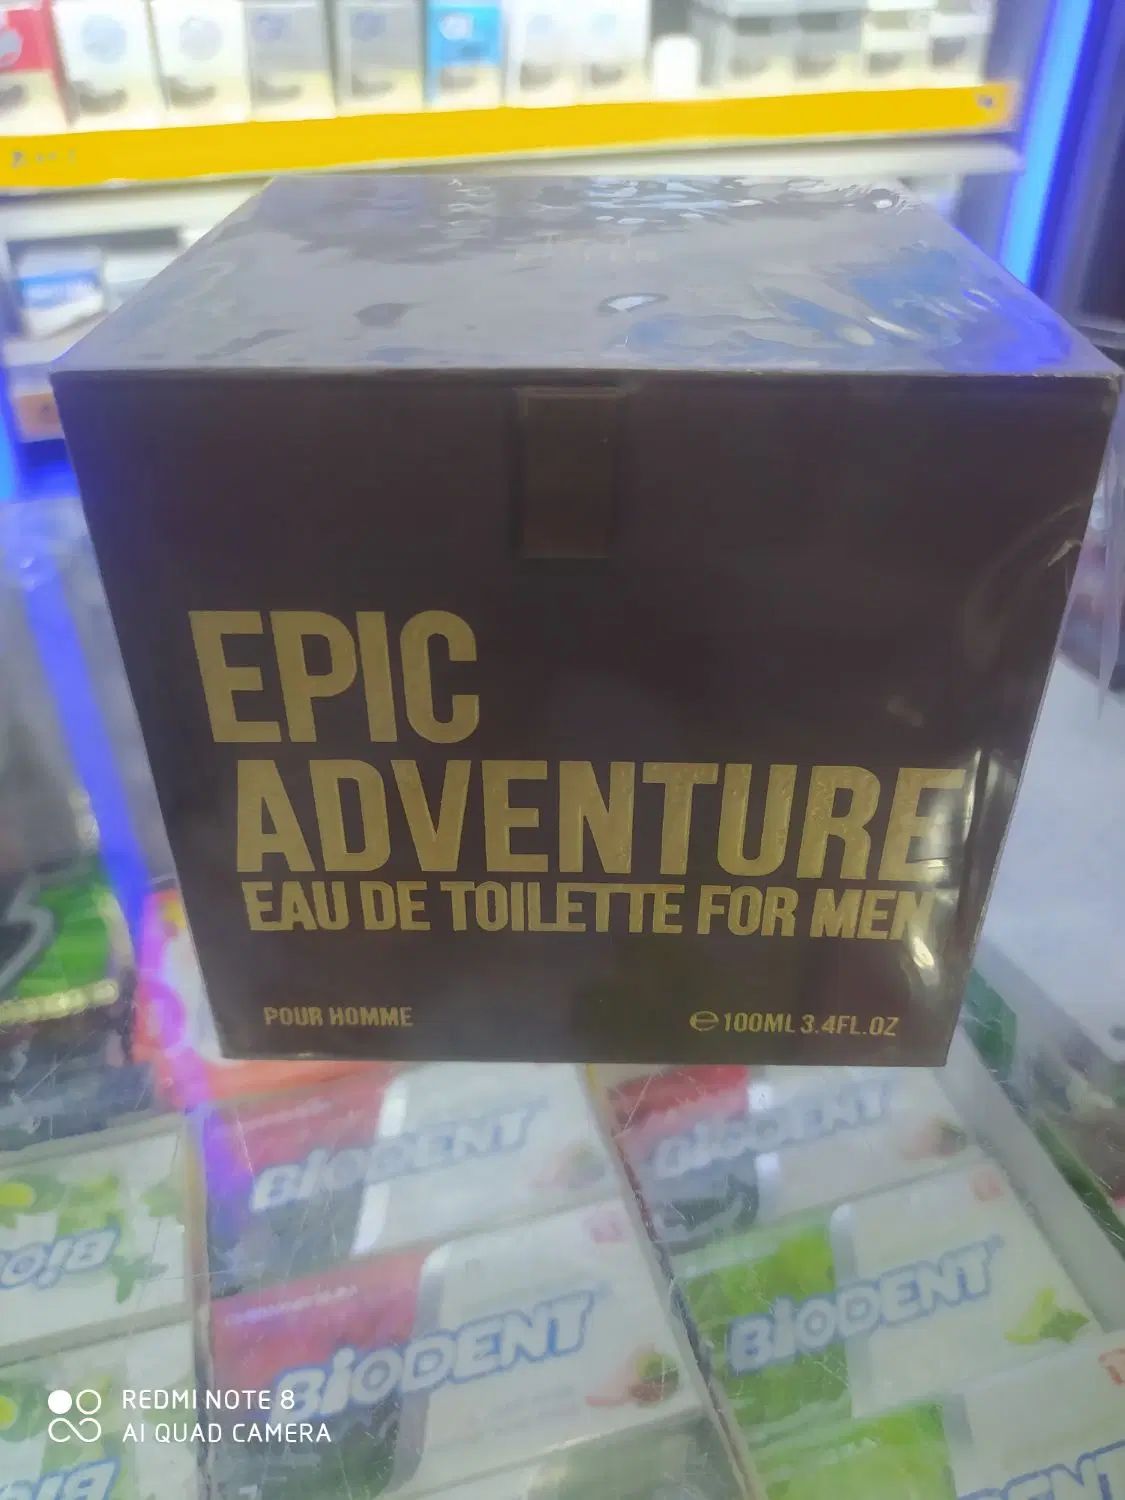 EPIC
ADVENTURE
EAU DE TOILETTE FOR MEN
POUR HOMME
℮100ML 3.4FL.OZ
BIODENT
BIODENT
BIODENT
BIODENT
REDMI NOTE 8
AI QUAD CAMERA